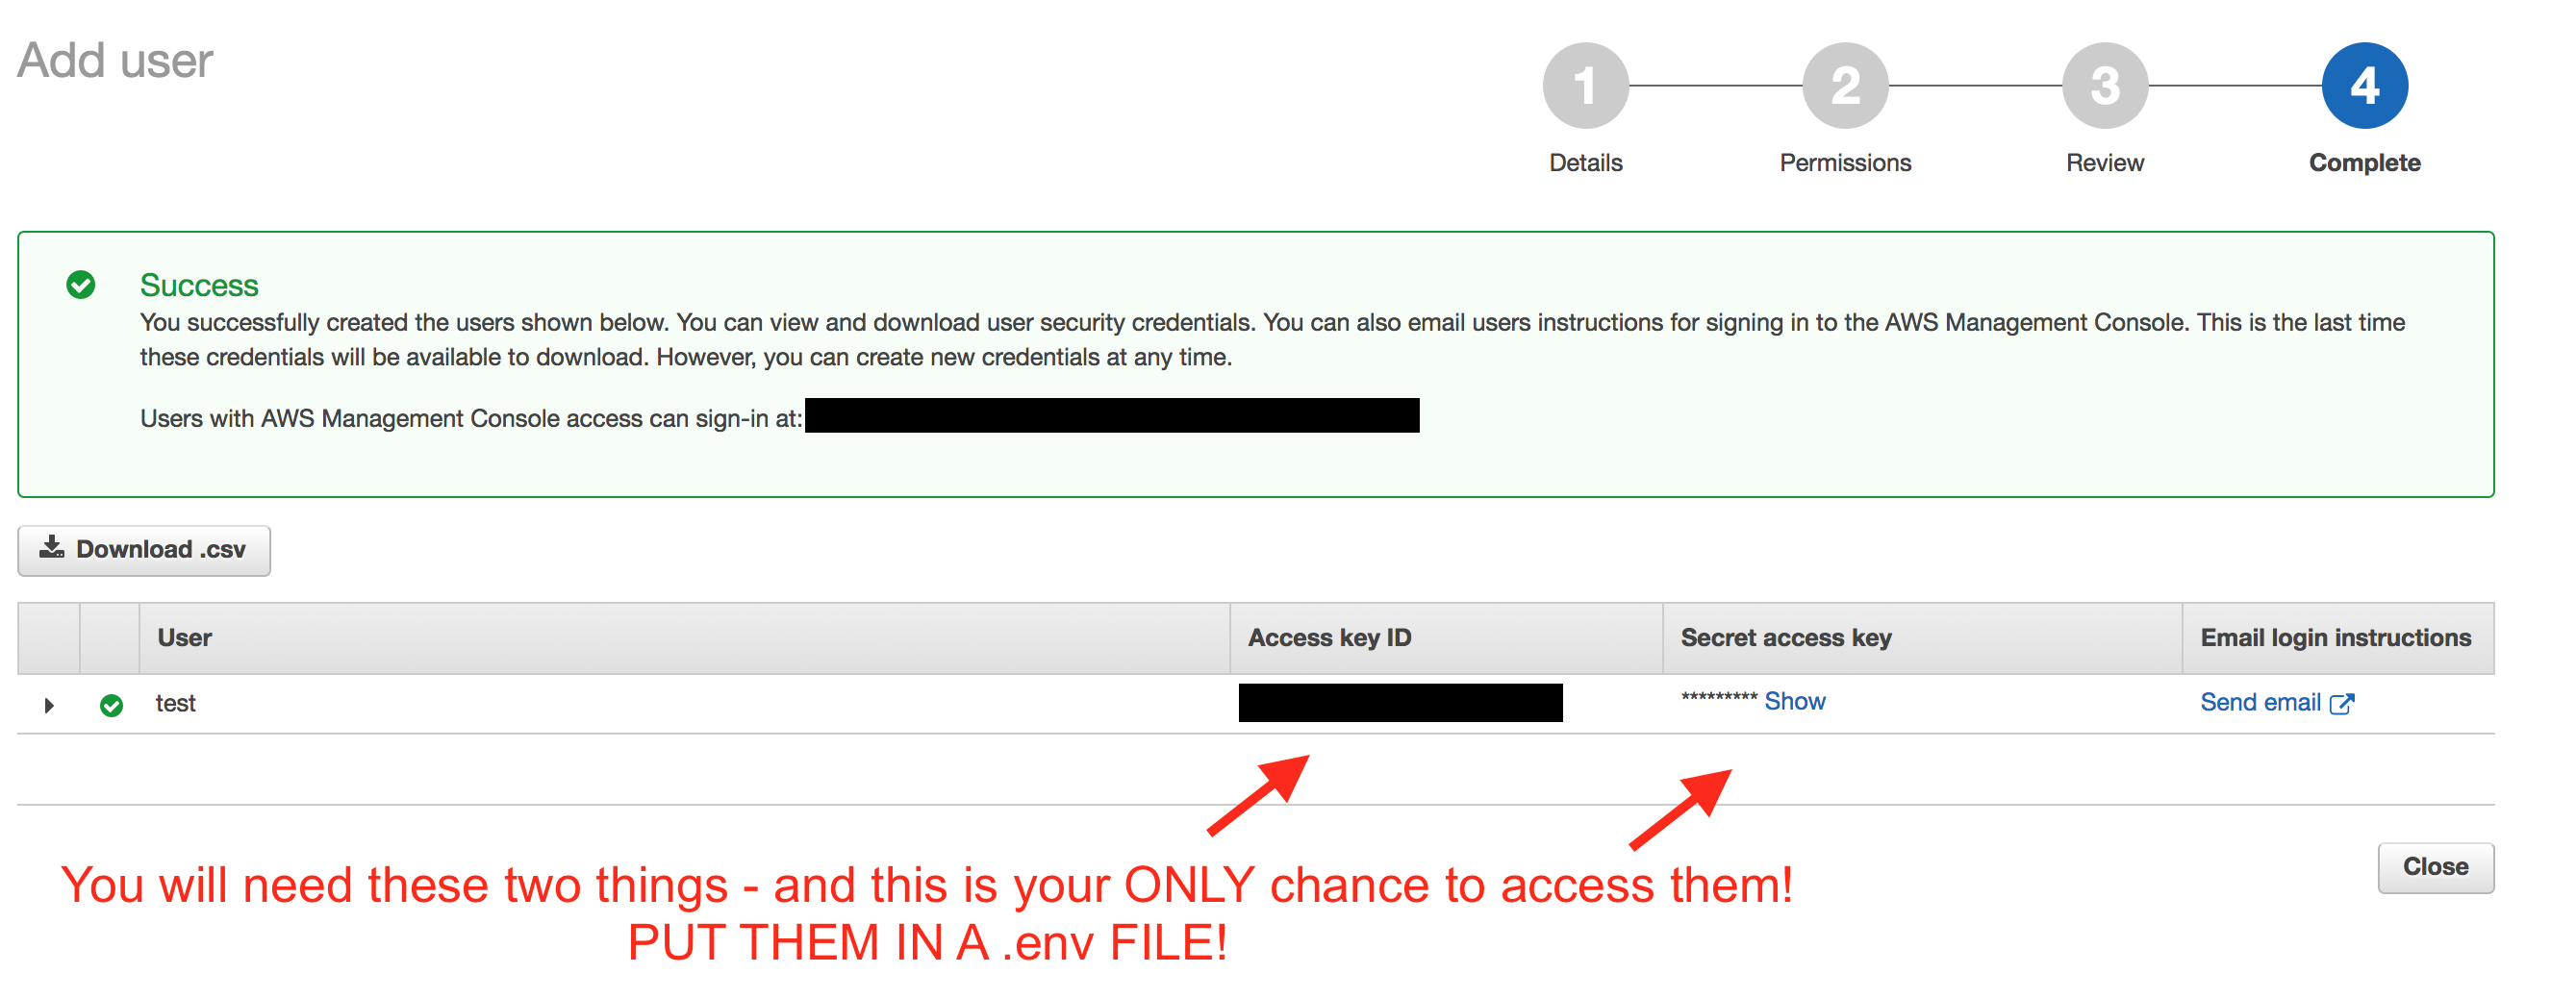 Add user
1 2 3 4
Details Permissions Review Complete
Success
You successfully created the users shown below. You can view and download user security credentials. You can also email users instructions for signing in to the AWS Management Console. This is the last time
these credentials will be available to download. However, you can create new credentials at any time.
Users with AWS Management Console access can sign-in at:
Download .csv
User Access key ID Secret access key Email login instructions
test ********* Show Send email
You will need these two things - and this is your ONLY chance to access them!
Close
PUT THEM IN A .env FILE!